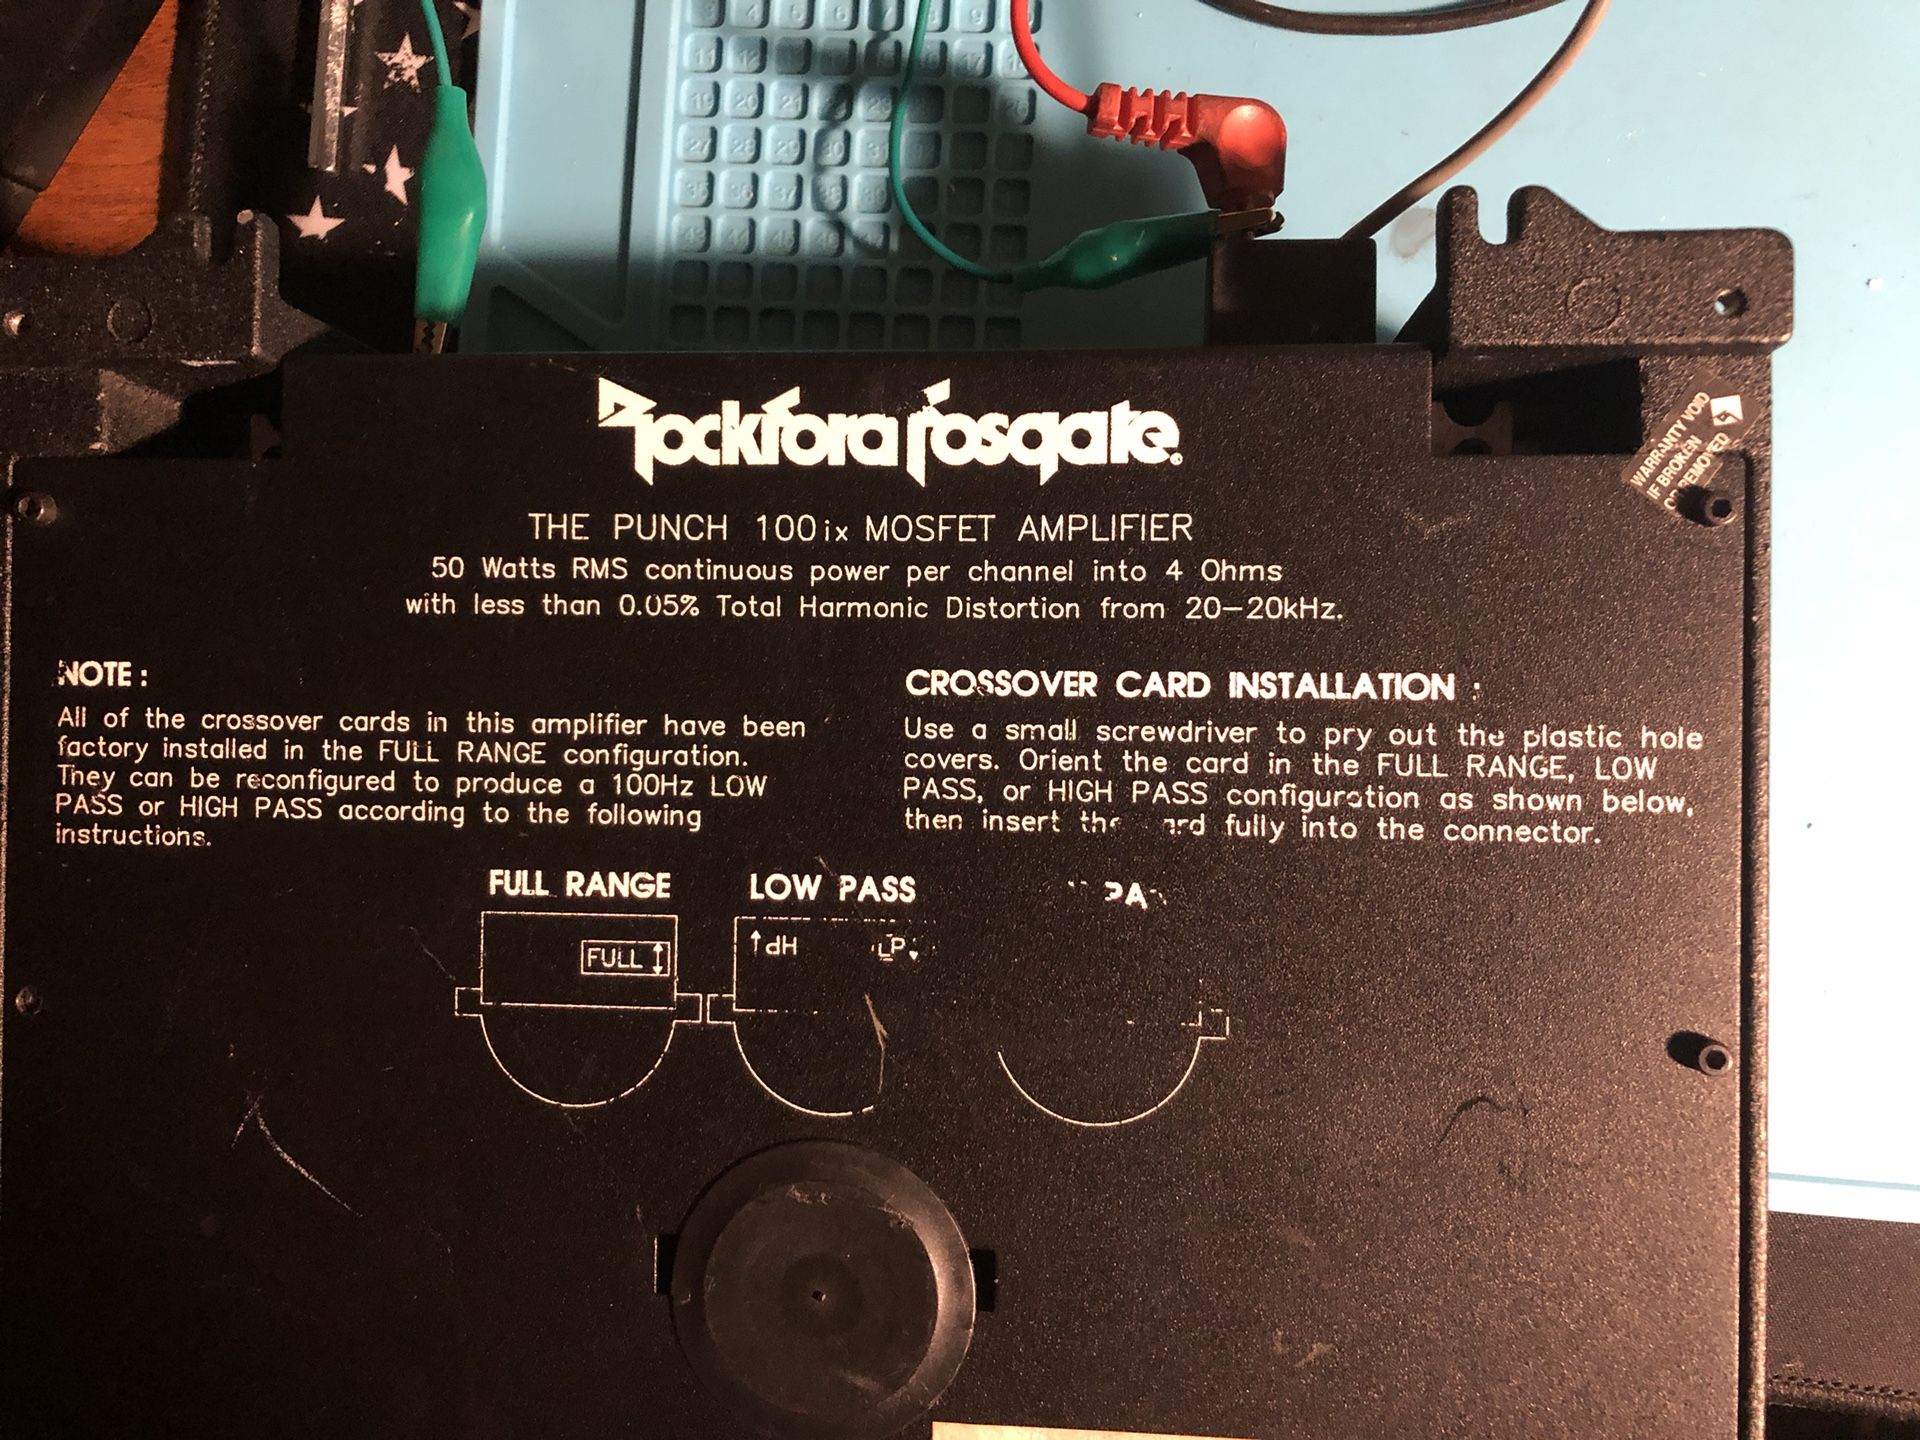 Rockford Fosgate®
THE PUNCH 100ix MOSFET AMPLIFIER
50 Watts RMS continuous power per channel into 4 Ohms
with less than 0.05% Total Harmonic Distortion from 20-20kHz.
WARRANTY VOID
IF BROKEN
OR REMOVED
NOTE:
All of the crossover cards in this amplifier have been
factory installed in the FULL RANGE configuration.
They can be reconfigured to produce a 100Hz LOW
PASS or HIGH PASS according to the following
instructions.
CROSSOVER CARD INSTALLATION :
Use a small screwdriver to pry out the plastic hole
covers. Orient the card in the FULL RANGE, LOW
PASS, or HIGH PASS configuration as shown below,
then insert the card fully into the connector.
FULL RANGE
LOW PASS
FULL ↕
↑dH
LP↓